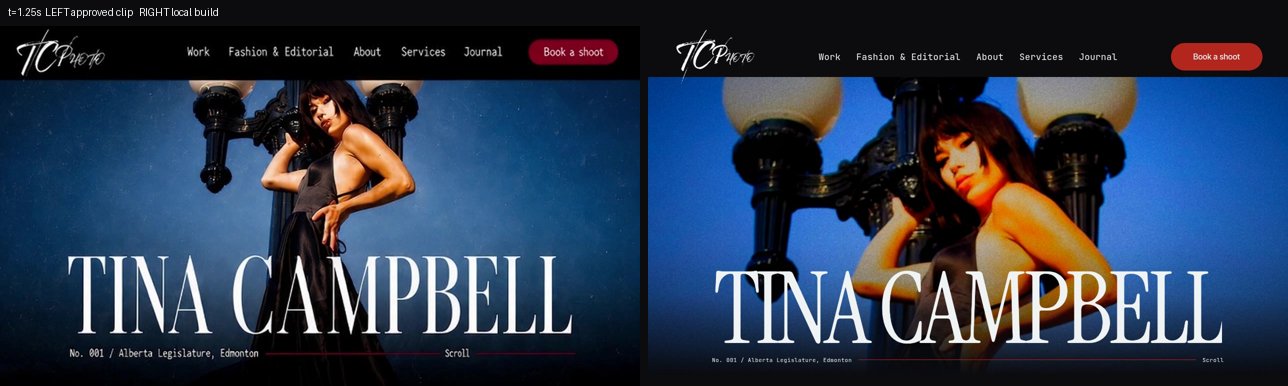 t=1.25s LEFT approved clip RIGHT local build
TCPHOTO
Work Fashion & Editorial About Services Journal Book a shoot
TINA CAMPBELL
No. 001 / Alberta Legislature, Edmonton Scroll
TCPHOTO
Work Fashion & Editorial About Services Journal Book a shoot
TINA CAMPBELL
No. 001 / Alberta Legislature, Edmonton Scroll